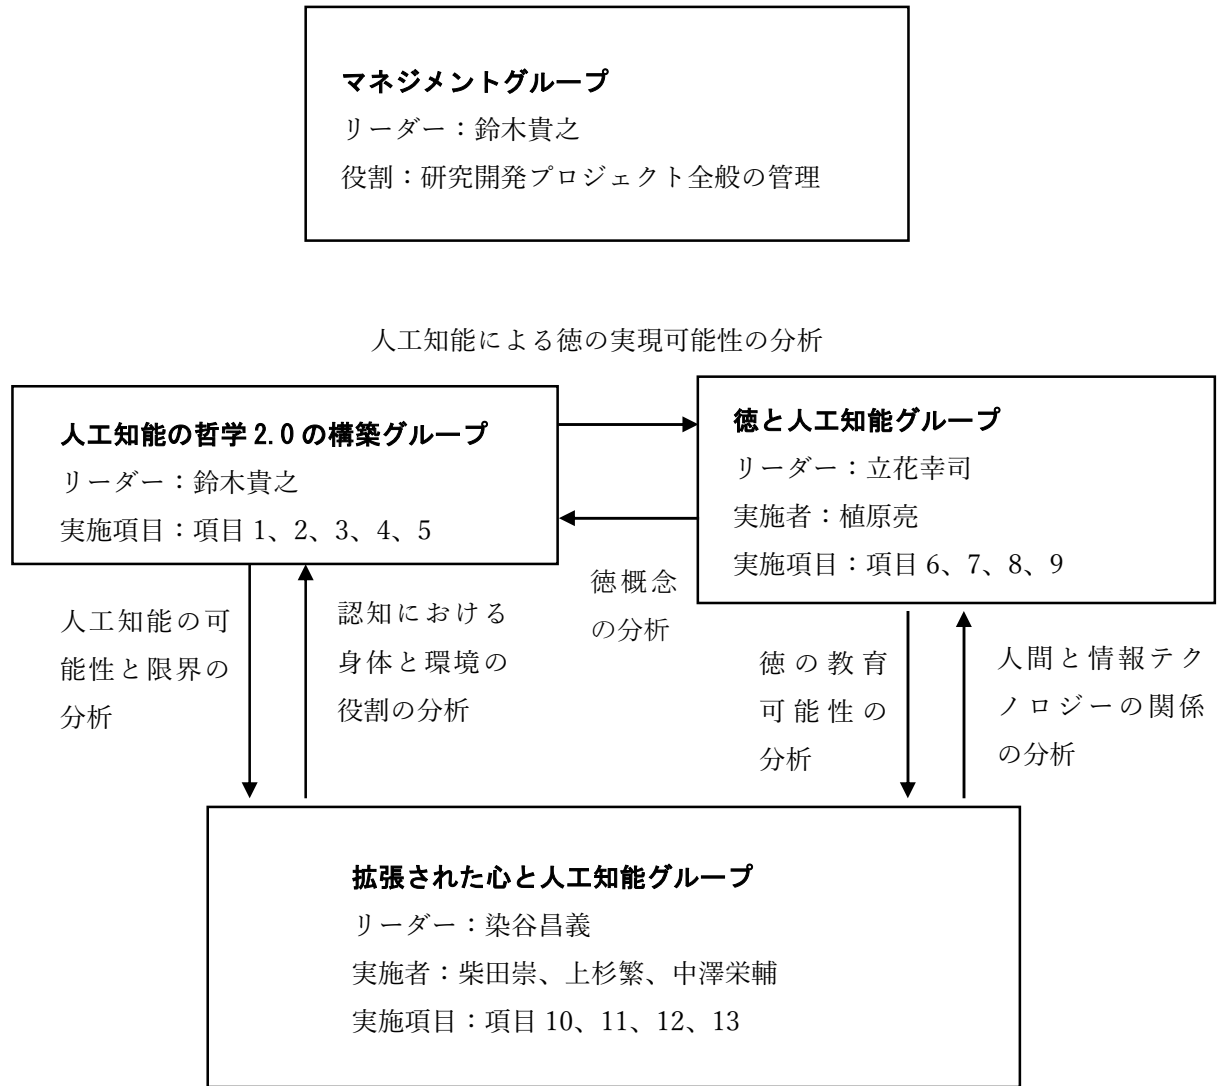 マネジメントグループ
リーダー：鈴木貴之
役割：研究開発プロジェクト全般の管理
人工知能による徳の実現可能性の分析
人工知能の哲学 2.0 の構築グループ
リーダー：鈴木貴之
実施項目：項目 1、2、3、4、5
徳と人工知能グループ
リーダー：立花幸司
実施者：植原亮
実施項目：項目 6、7、8、9
徳概念
の分析
人工知能の可
能性と限界の
分析
認知における
身体と環境の
役割の分析
徳の教育
可能性の
分析
人間と情報テク
ノロジーの関係
の分析
拡張された心と人工知能グループ
リーダー：染谷昌義
実施者：柴田崇、上杉繁、中澤栄輔
実施項目：項目 10、11、12、13